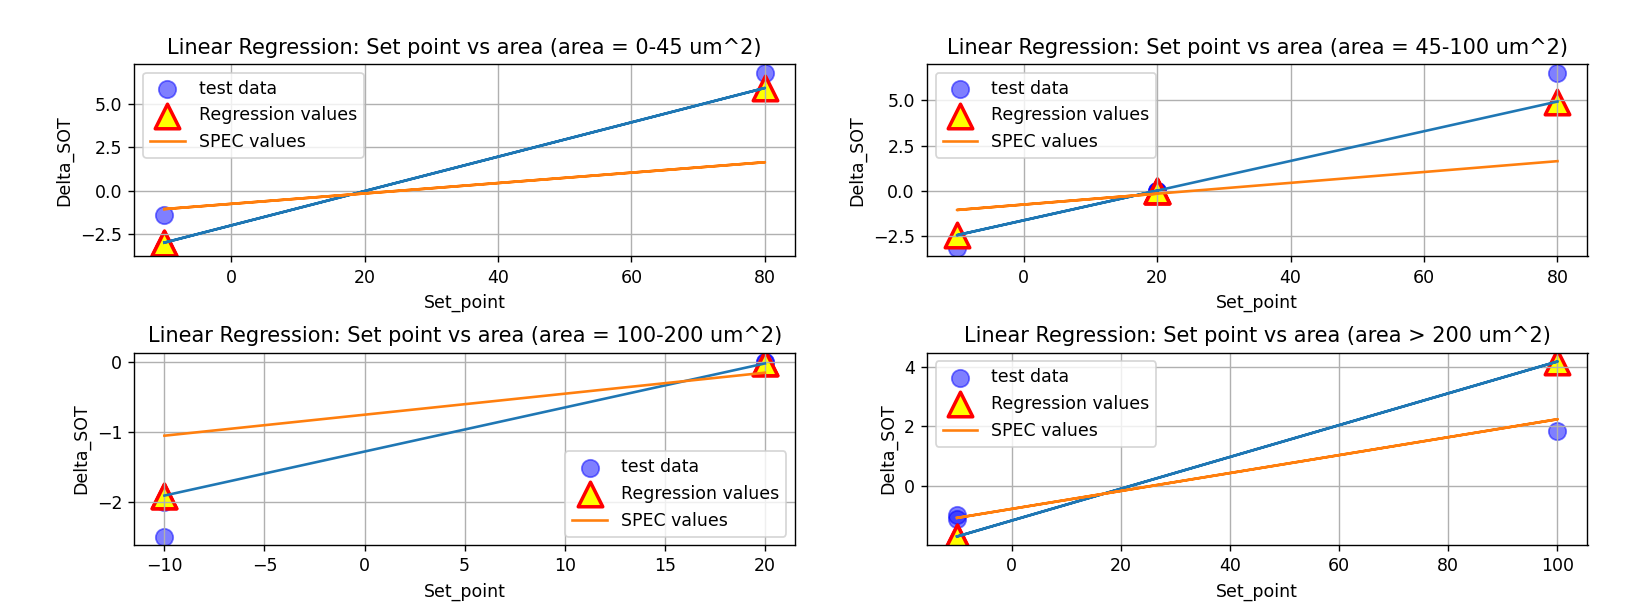 Linear Regression: Set point vs area (area = 0-45 um^2)
test data
Regression values
SPEC values
Delta_SOT
5.0
2.5
0.0
−2.5
0 20 40 60 80
Set_point
Linear Regression: Set point vs area (area = 45-100 um^2)
test data
Regression values
SPEC values
Delta_SOT
5.0
2.5
0.0
−2.5
0 20 40 60 80
Set_point
Linear Regression: Set point vs area (area = 100-200 um^2)
Delta_SOT
0
−1
−2
test data
Regression values
SPEC values
−10 −5 0 5 10 15 20
Set_point
Linear Regression: Set point vs area (area > 200 um^2)
test data
Regression values
SPEC values
Delta_SOT
4
2
0
0 20 40 60 80 100
Set_point